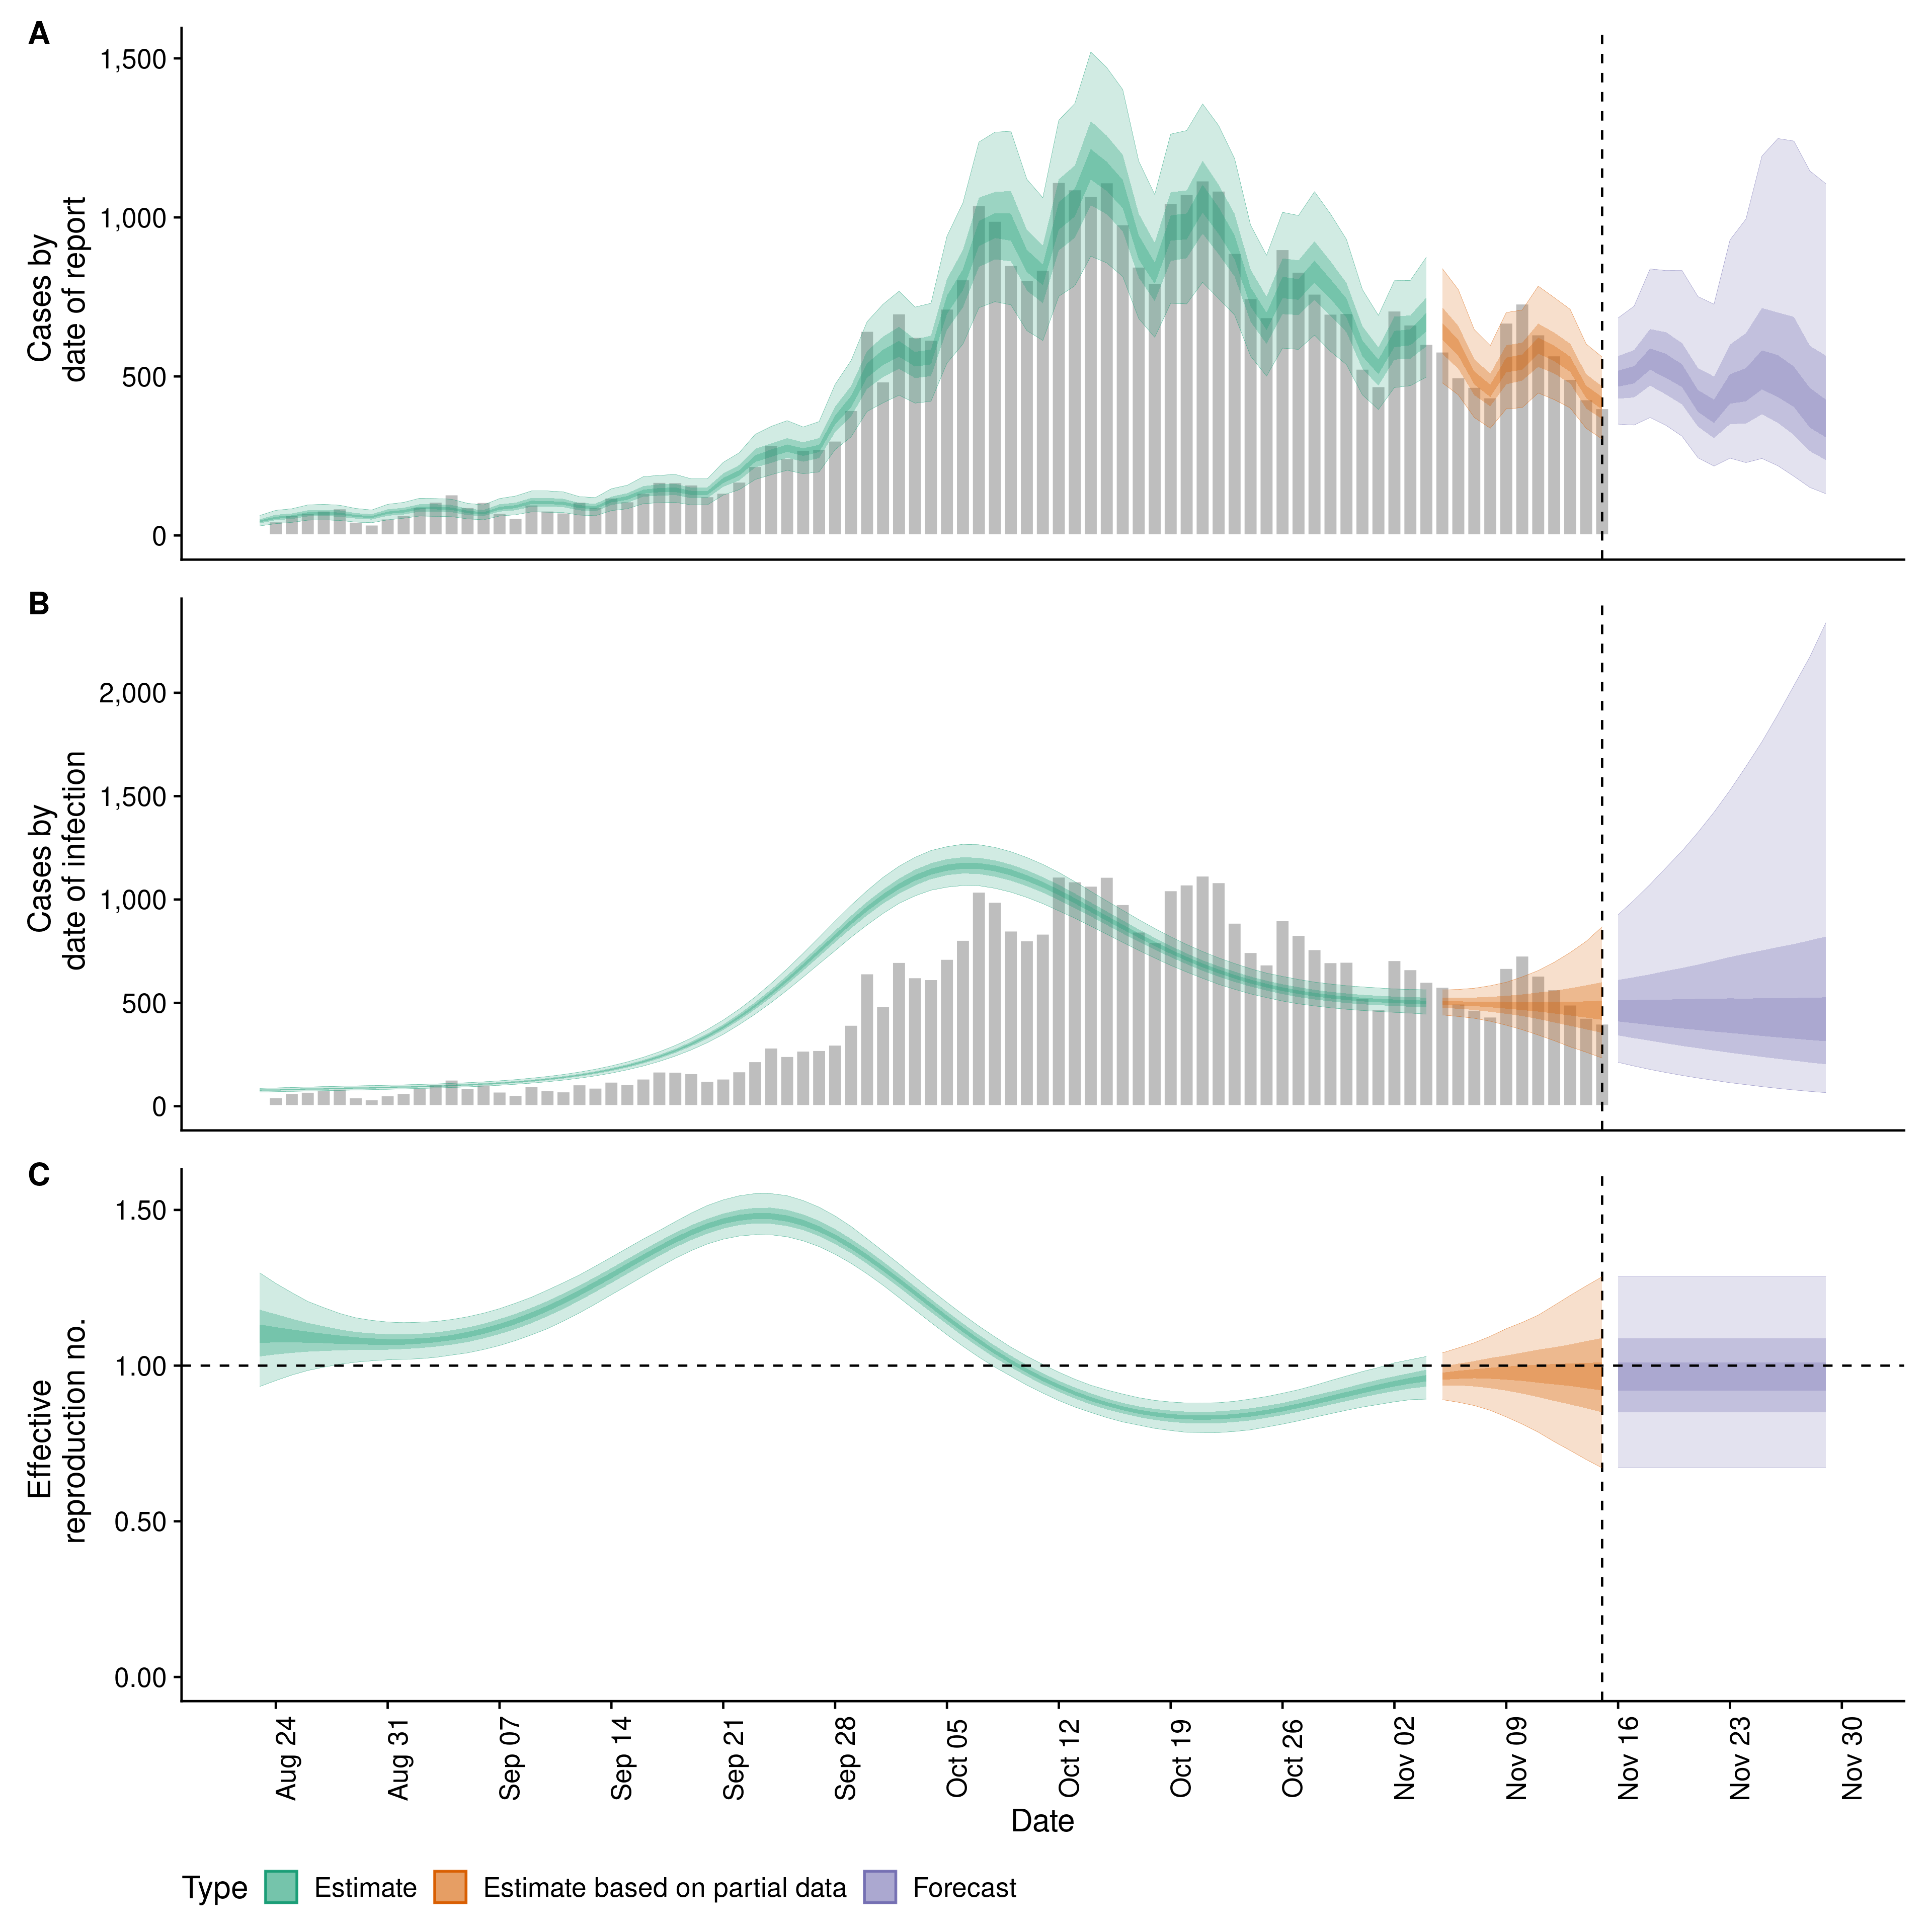 A
1,500
1,000
500
0
Cases by
date of report
B
2,000
1,500
1,000
500
0
Cases by
date of infection
C
1.50
1.00
0.50
0.00
Effective
reproduction no.
Aug 24
Aug 31
Sep 07
Sep 14
Sep 21
Sep 28
Oct 05
Oct 12
Oct 19
Oct 26
Nov 02
Nov 09
Nov 16
Nov 23
Nov 30
Date
Type Estimate Estimate based on partial data Forecast